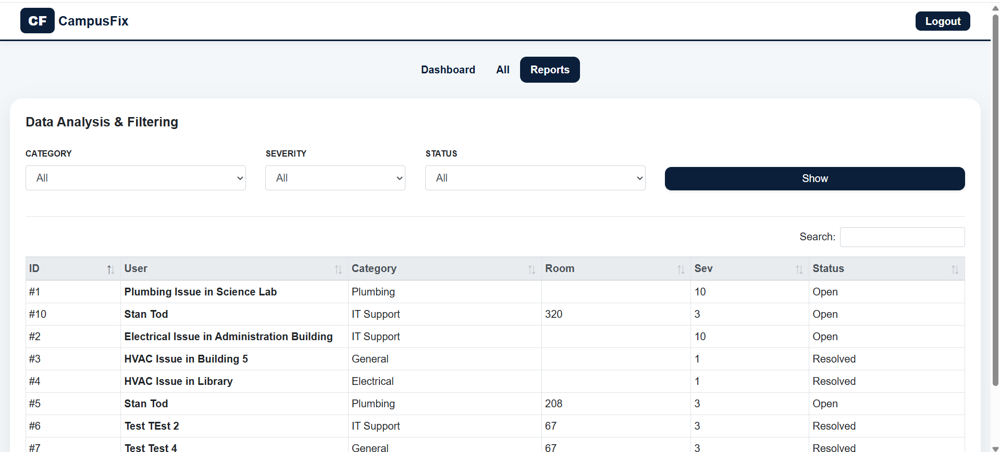 CF CampusFix Logout
Dashboard All Reports
Data Analysis & Filtering
CATEGORY SEVERITY STATUS
All All All Show
Search:
ID User Category Room Sev Status
#1 Plumbing Issue in Science Lab Plumbing 10 Open
#10 Stan Tod IT Support 320 3 Open
#2 Electrical Issue in Administration Building IT Support 10 Open
#3 HVAC Issue in Building 5 General 1 Resolved
#4 HVAC Issue in Library Electrical 1 Resolved
#5 Stan Tod Plumbing 208 3 Open
#6 Test TEst 2 IT Support 67 3 Resolved
#7 Test Test 4 General 67 3 Resolved